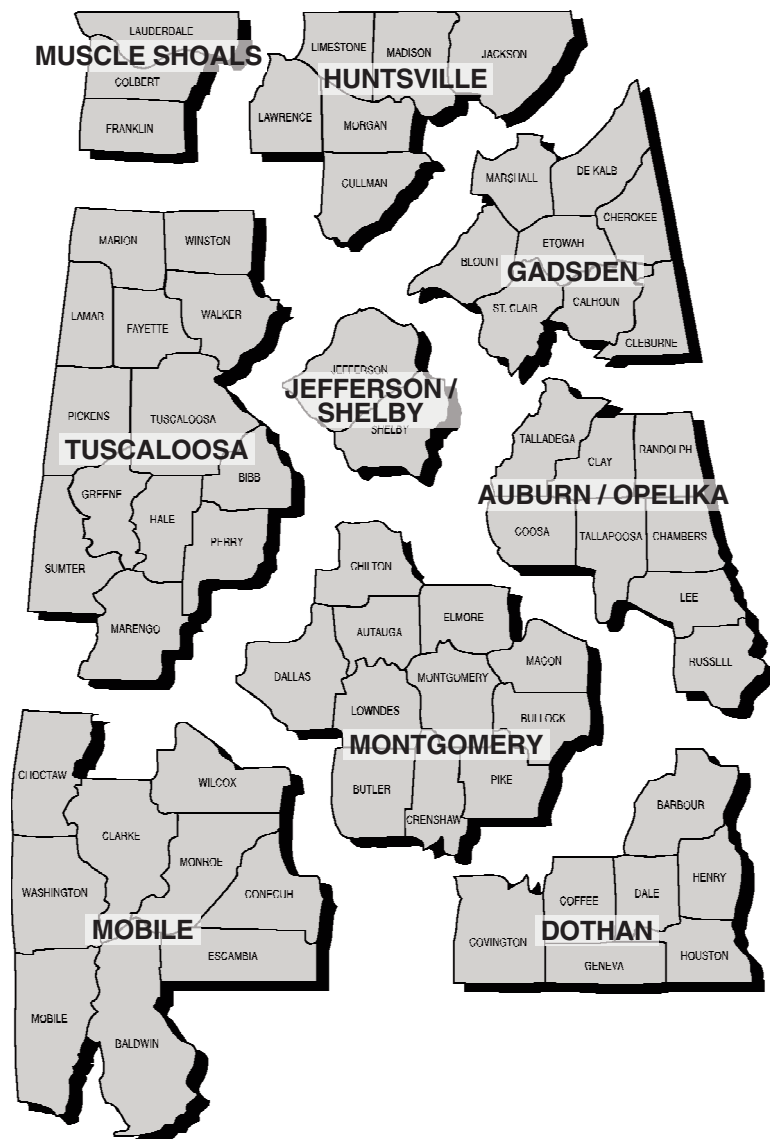 LAUDERDALE
MUSCLE SHOALS
COLBERT
FRANKLIN
LIMESTONE
MADISON
JACKSON
HUNTSVILLE
LAWRENCE
MORGAN
CULLMAN
MARSHALL
DE KALB
CHEROKEE
ETOWAH
BLOUNT
GADSDEN
ST. CLAIR
CALHOUN
CLEBURNE
MARION
WINSTON
LAMAR
FAYETTE
WALKER
PICKENS
TUSCALOOSA
TUSCALOOSA
BIBB
GREENE
HALE
PERRY
SUMTER
MARENGO
JEFFERSON
JEFFERSON /
SHELBY
SHELBY
TALLADEGA
CLAY
RANDOLPH
AUBURN / OPELIKA
COOSA
TALLAPOOSA
CHAMBERS
LEE
RUSSELL
CHILTON
AUTAUGA
ELMORE
DALLAS
MONTGOMERY
MACON
LOWNDES
BULLOCK
MONTGOMERY
BUTLER
PIKE
CRENSHAW
CHOCTAW
WILCOX
CLARKE
MONROE
WASHINGTON
CONECUH
MOBILE
ESCAMBIA
MOBILE
BALDWIN
BARBOUR
HENRY
COFFEE
DALE
DOTHAN
COVINGTON
GENEVA
HOUSTON